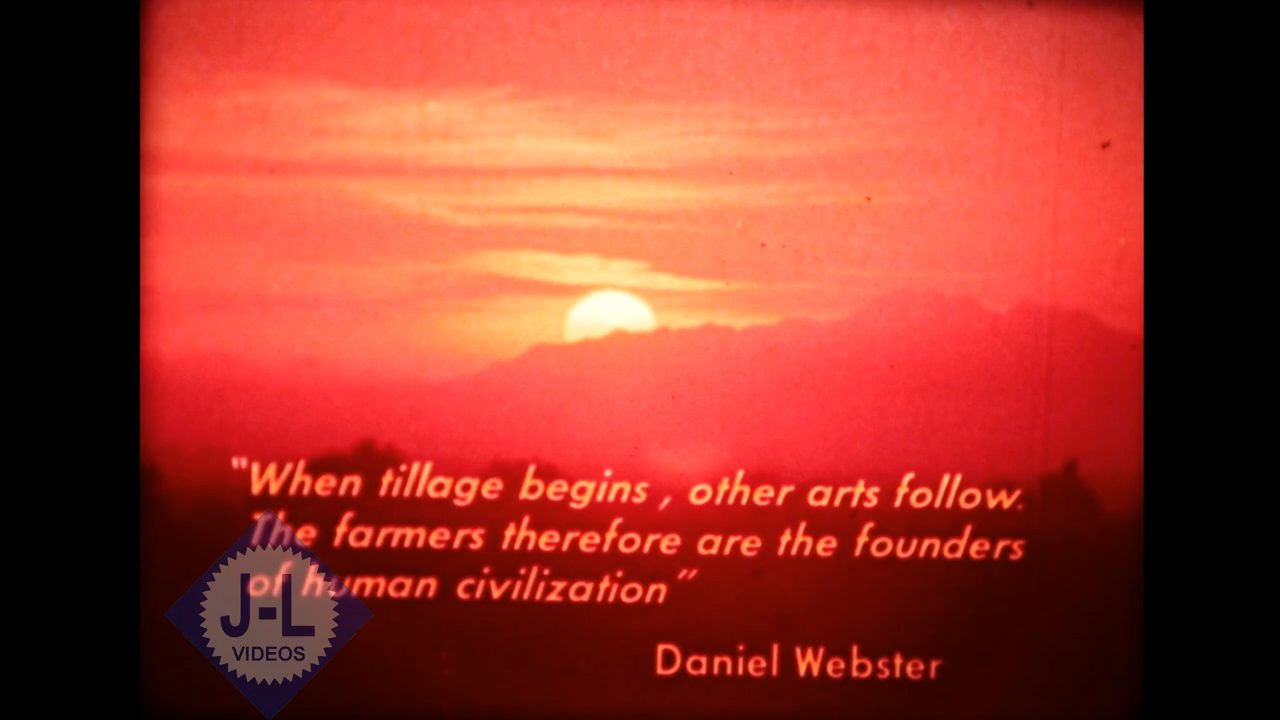 "When tillage begins, other arts follow.
The farmers therefore are the founders
of human civilization"
Daniel Webster
J-L
VIDEOS